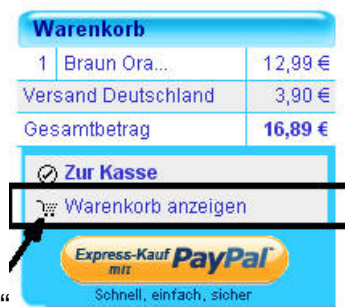 Warenkorb
1 Braun Ora... 12,99 €
Versand Deutschland 3,90 €
Gesamtbetrag 16,89 €
Zur Kasse
Warenkorb anzeigen
Express-Kauf mit PayPal
Schnell, einfach, sicher
“